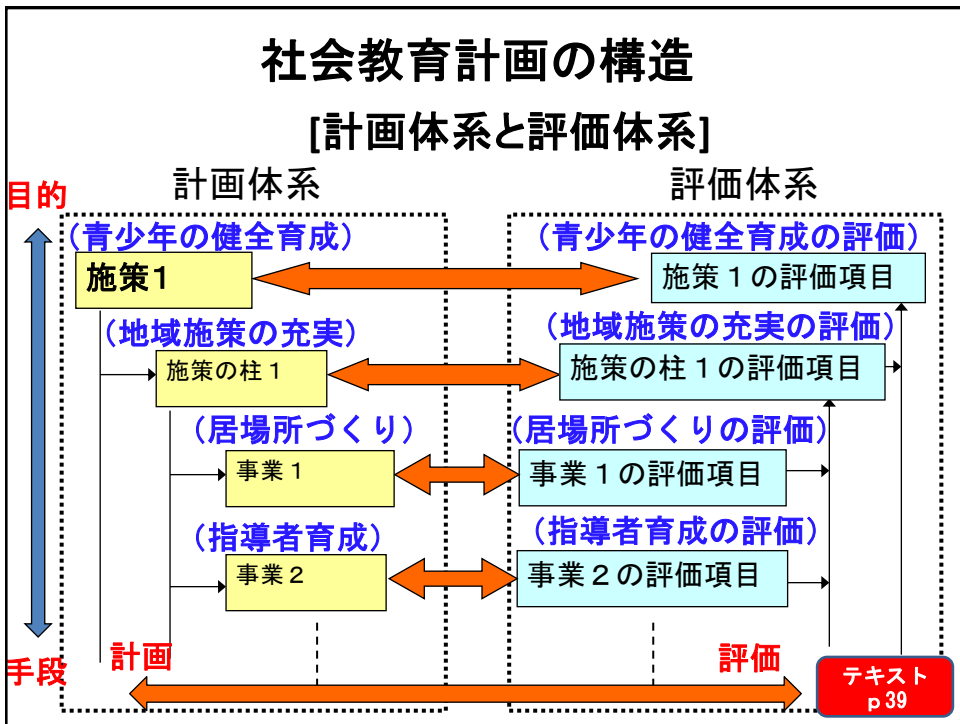 社会教育計画の構造
[計画体系と評価体系]
計画体系
評価体系
目的
(青少年の健全育成)
(青少年の健全育成の評価)
施策1
施策1の評価項目
(地域施策の充実)
(地域施策の充実の評価)
施策の柱1
施策の柱1の評価項目
(居場所づくり)
(居場所づくりの評価)
事業1
事業1の評価項目
(指導者育成)
(指導者育成の評価)
事業2
事業2の評価項目
手段
計画
評価
テキスト
p39